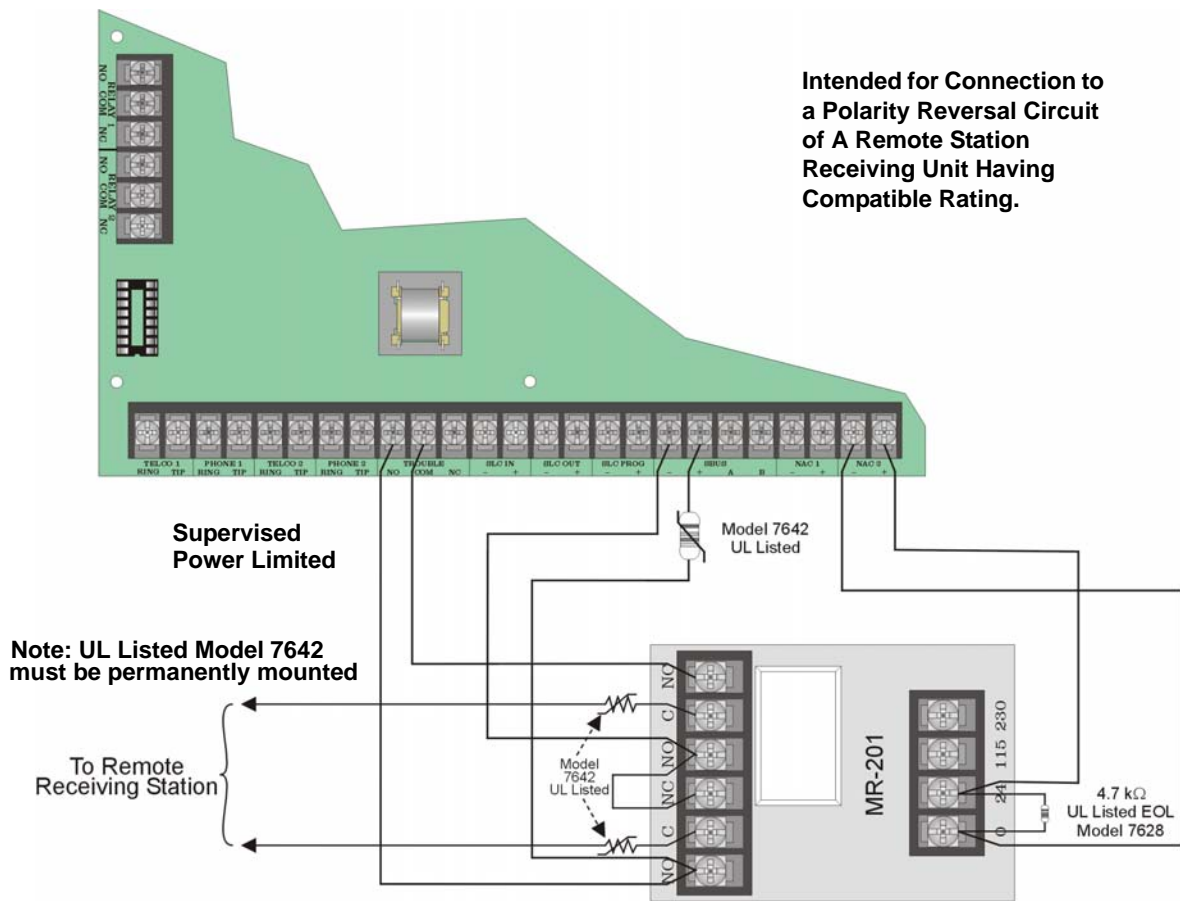 Intended for Connection to
a Polarity Reversal Circuit
of A Remote Station
Receiving Unit Having
Compatible Rating.
NO COM NC NO COM NC
RELAY 1 RELAY 2
TELCO 1 PHONE 1 TELCO 2 PHONE 2 TROUBLE SLC IN SLC OUT SLC PROG SBUS NAC 1 NAC 2
RING TIP RING TIP RING TIP RING TIP NO COM NC - + - + - + - + A B - + - +
Supervised
Power Limited
Model 7642
UL Listed
Note: UL Listed Model 7642
must be permanently mounted
To Remote
Receiving Station
Model
7642
UL Listed
NO
C
NO
NC
C
NO
MR-201
230
115
24
0
4.7 kΩ
UL Listed EOL
Model 7628